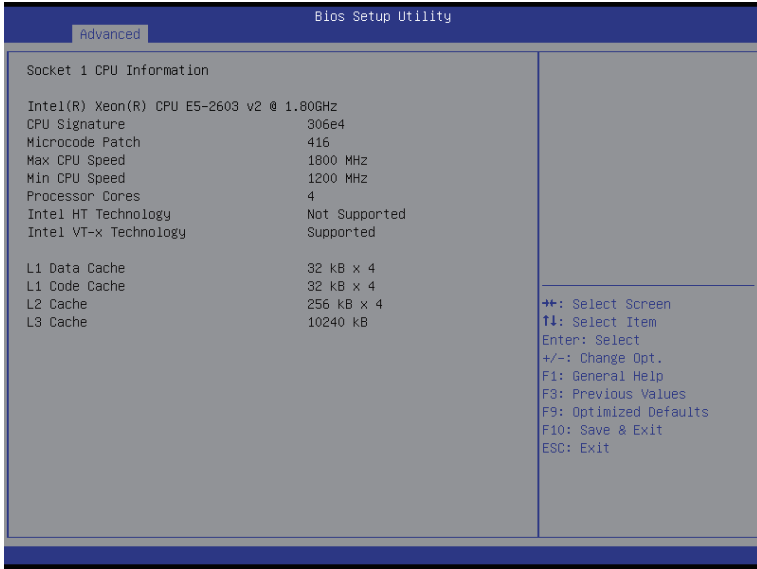 Bios Setup Utility
Advanced
Socket 1 CPU Information
Intel(R) Xeon(R) CPU E5-2603 v2 @ 1.80GHz
CPU Signature 306e4
Microcode Patch 416
Max CPU Speed 1800 MHz
Min CPU Speed 1200 MHz
Processor Cores 4
Intel HT Technology Not Supported
Intel VT-x Technology Supported
L1 Data Cache 32 kB x 4
L1 Code Cache 32 kB x 4
L2 Cache 256 kB x 4
L3 Cache 10240 kB
→←: Select Screen
↑↓: Select Item
Enter: Select
+/-: Change Opt.
F1: General Help
F3: Previous Values
F9: Optimized Defaults
F10: Save & Exit
ESC: Exit